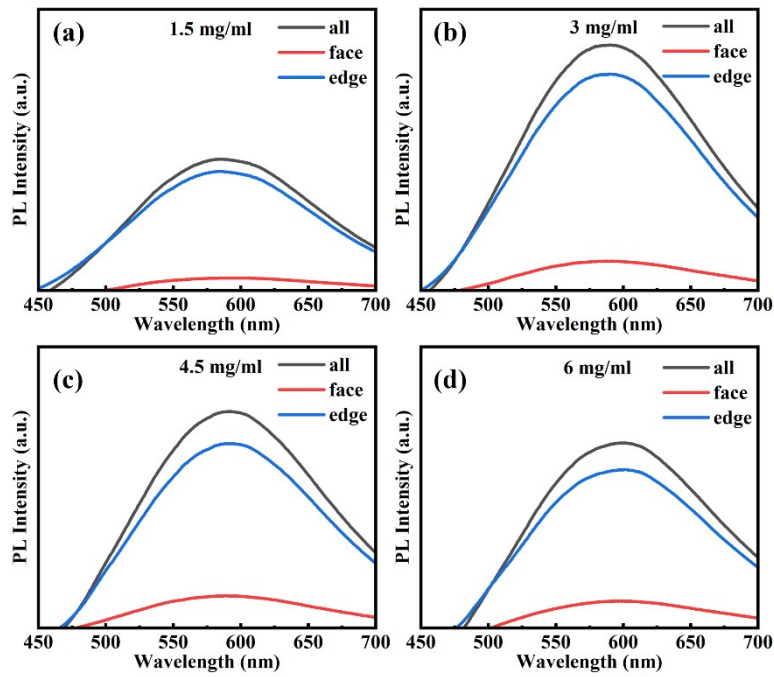 (a)
1.5 mg/ml
all
face
edge
PL Intensity (a.u.)
450 500 550 600 650 700
Wavelength (nm)
(b)
3 mg/ml
all
face
edge
PL Intensity (a.u.)
450 500 550 600 650 700
Wavelength (nm)
(c)
4.5 mg/ml
all
face
edge
PL Intensity (a.u.)
450 500 550 600 650 700
Wavelength (nm)
(d)
6 mg/ml
all
face
edge
PL Intensity (a.u.)
450 500 550 600 650 700
Wavelength (nm)